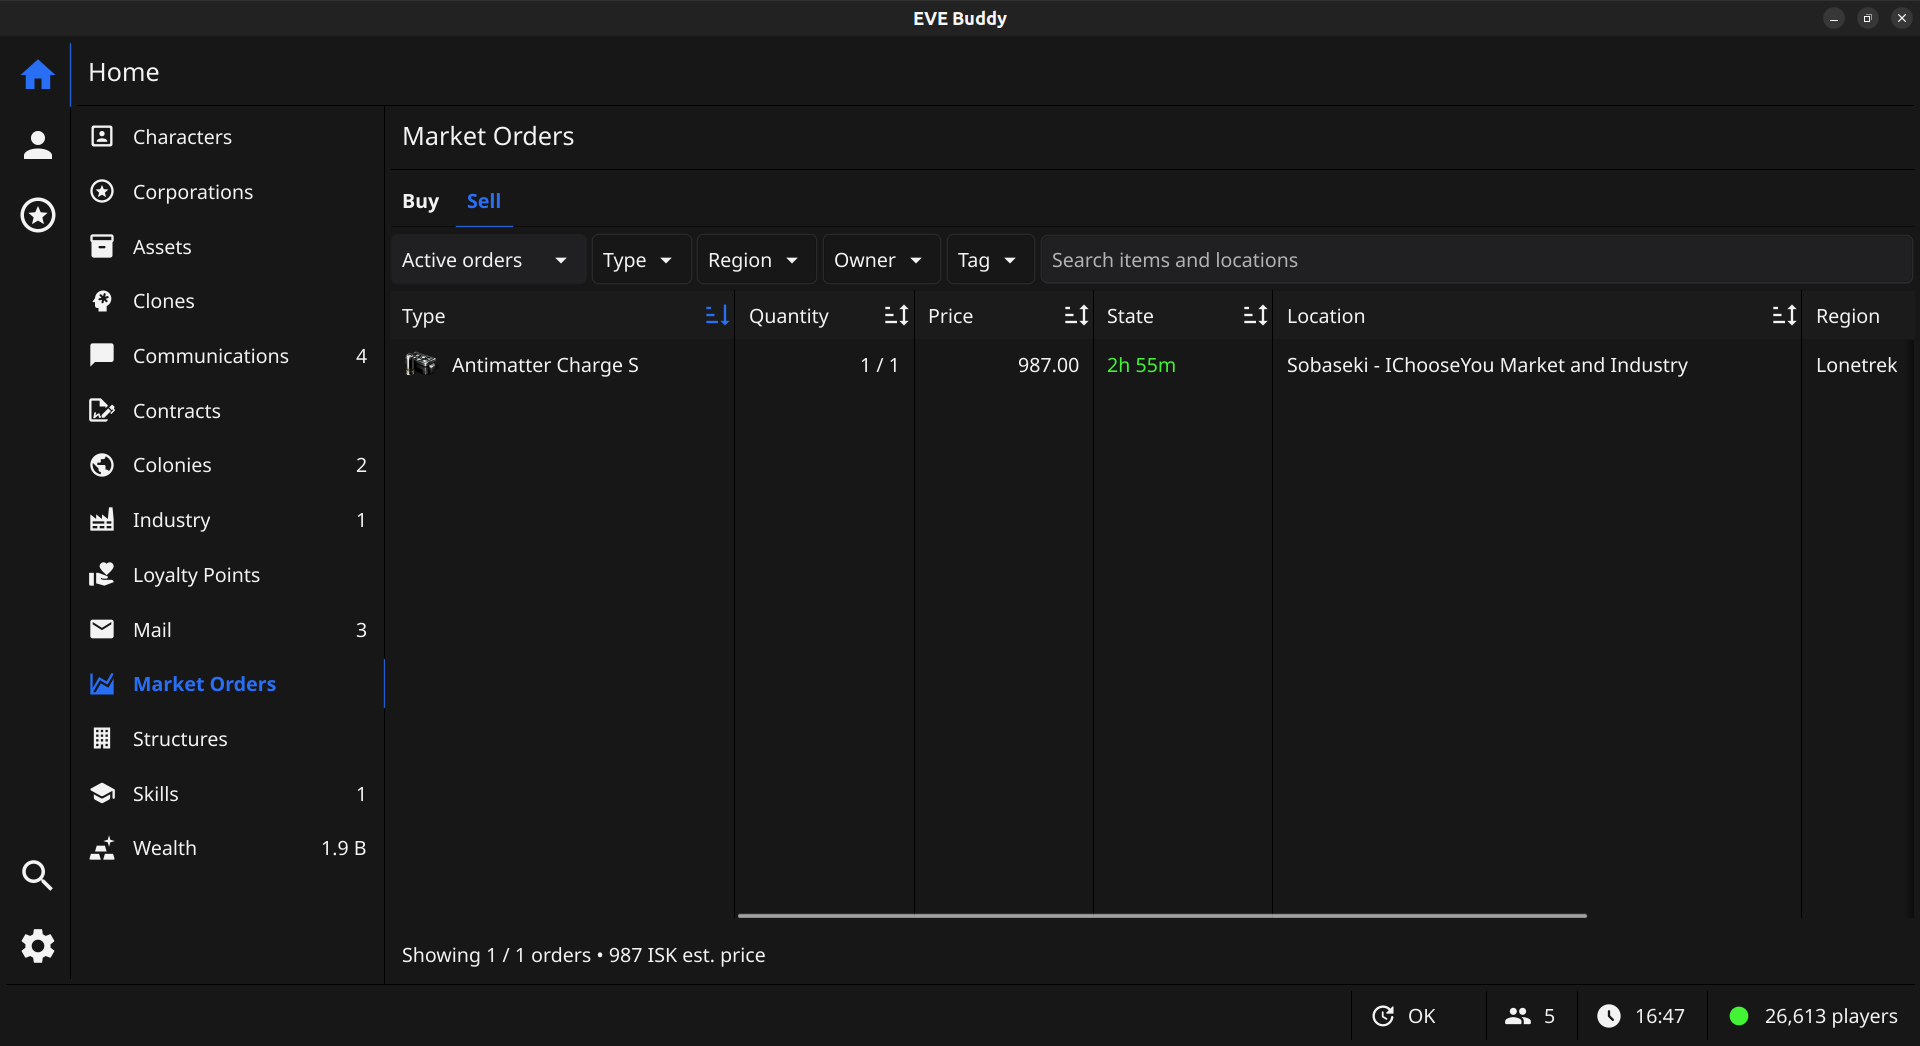 EVE Buddy
Home
Characters
Corporations
Assets
Clones
Communications 4
Contracts
Colonies 2
Industry 1
Loyalty Points
Mail 3
Market Orders
Structures
Skills 1
Wealth 1.9 B
Market Orders
Buy Sell
Active orders Type Region Owner Tag Search items and locations
Type Quantity Price State Location Region
Antimatter Charge S 1 / 1 987.00 2h 55m Sobaseki - IChooseYou Market and Industry Lonetrek
Showing 1 / 1 orders • 987 ISK est. price
OK 5 16:47 26,613 players